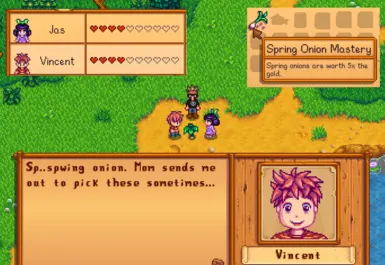 Jas
Vincent
Spring Onion Mastery
Spring onions are worth 5x the
gold.
Sp..spwing onion. Mom sends me
out to pick these sometimes...
Vincent